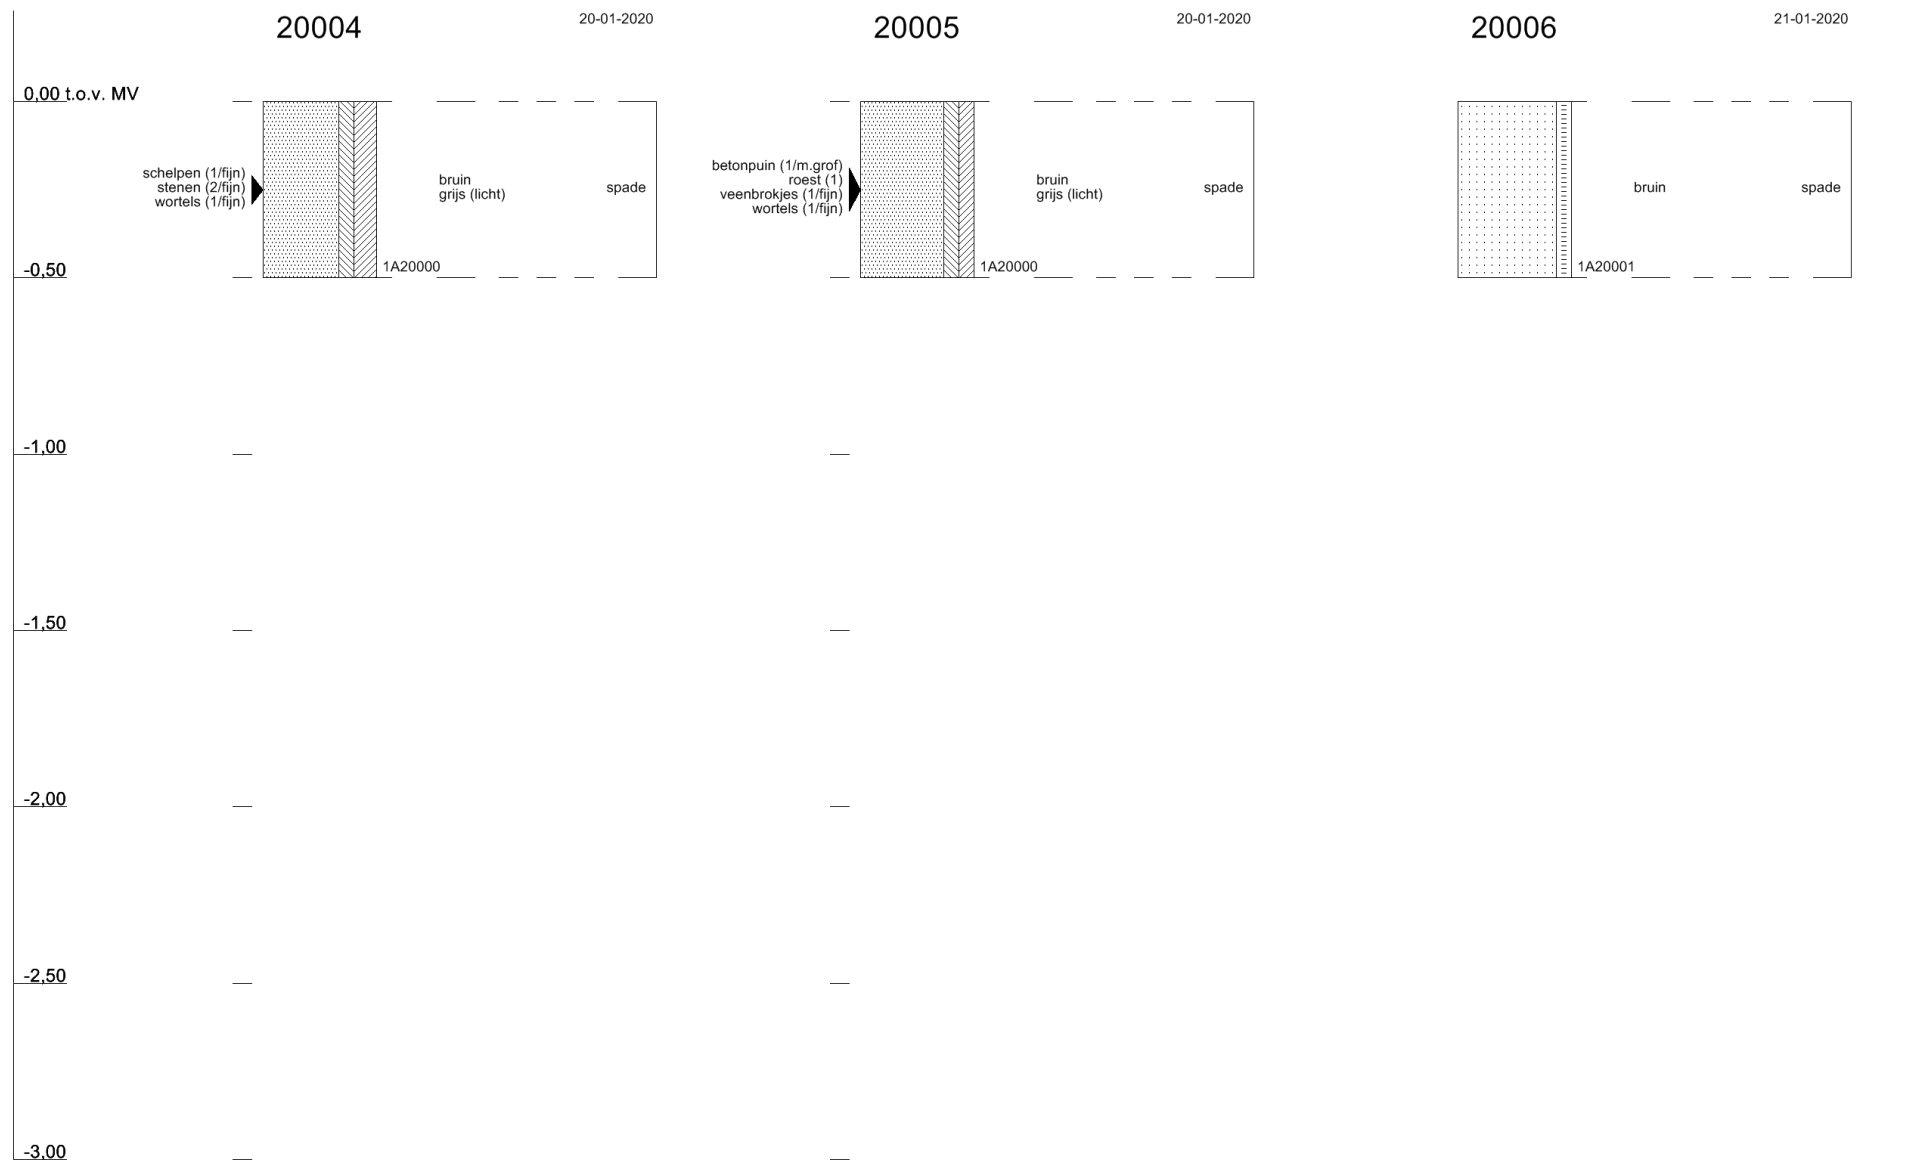 20004
20-01-2020
20005
20-01-2020
20006
21-01-2020
0,00 t.o.v. MV
schelpen (1/fijn)
stenen (2/fijn)
wortels (1/fijn)
bruin
grijs (licht)
spade
1A20000
betonpuin (1/m.grof)
roest (1)
veenbrokjes (1/fijn)
wortels (1/fijn)
bruin
grijs (licht)
spade
1A20000
bruin
spade
1A20001
-0,50
-1,00
-1,50
-2,00
-2,50
-3,00